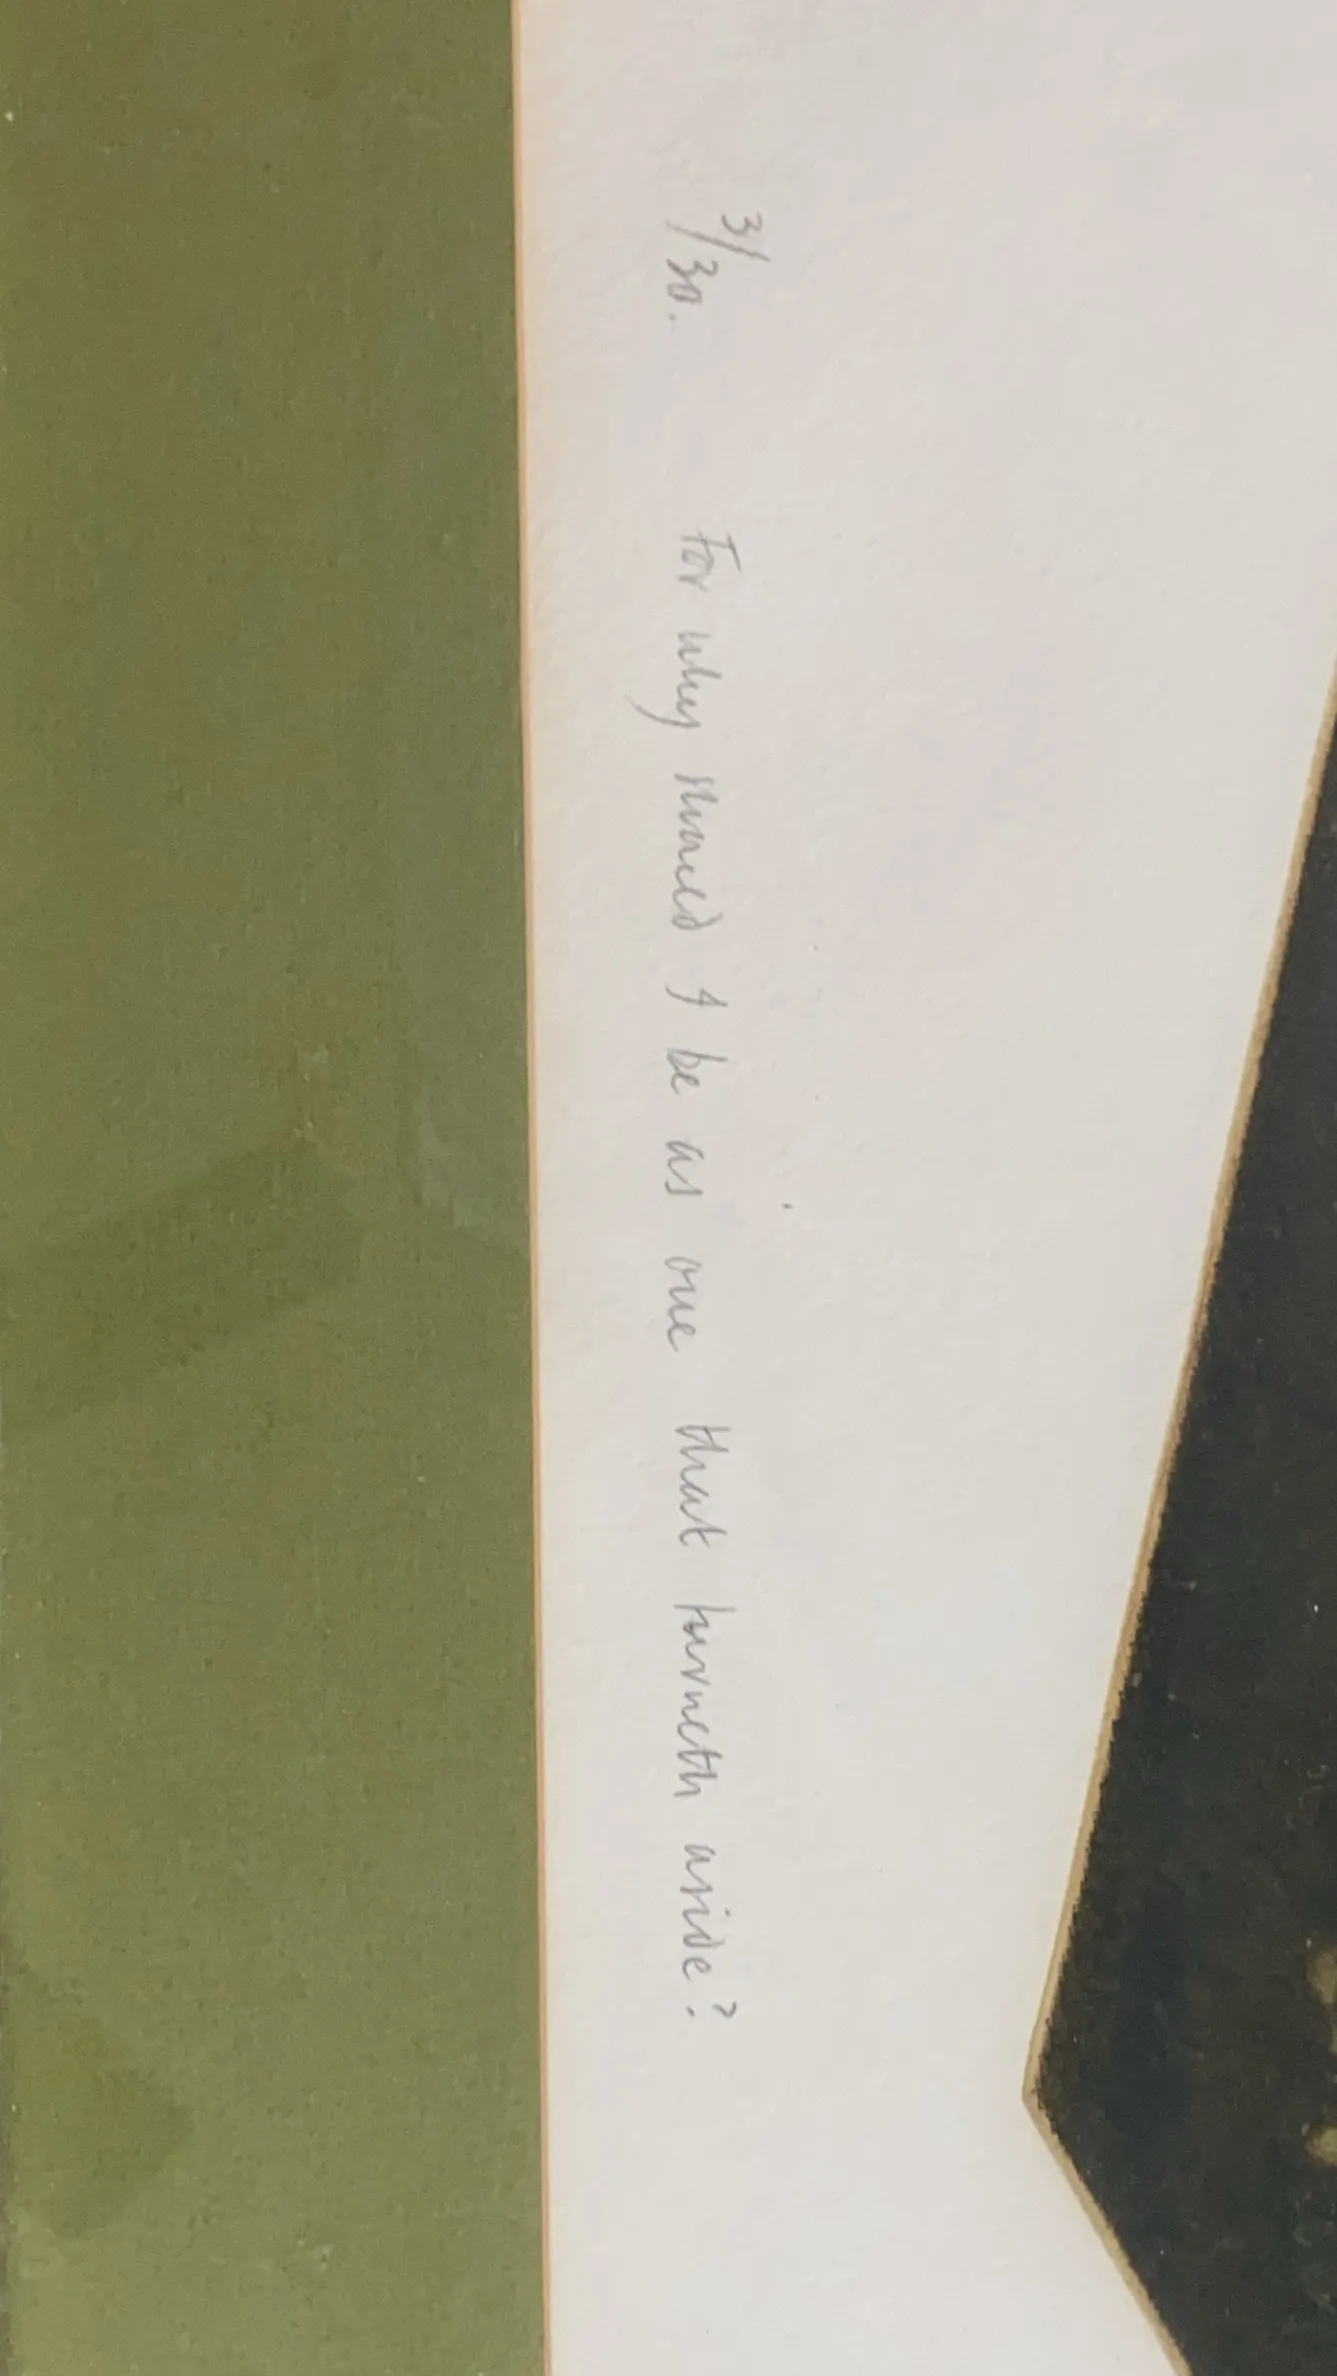 3/30. For why should I be as one that turneth aside?